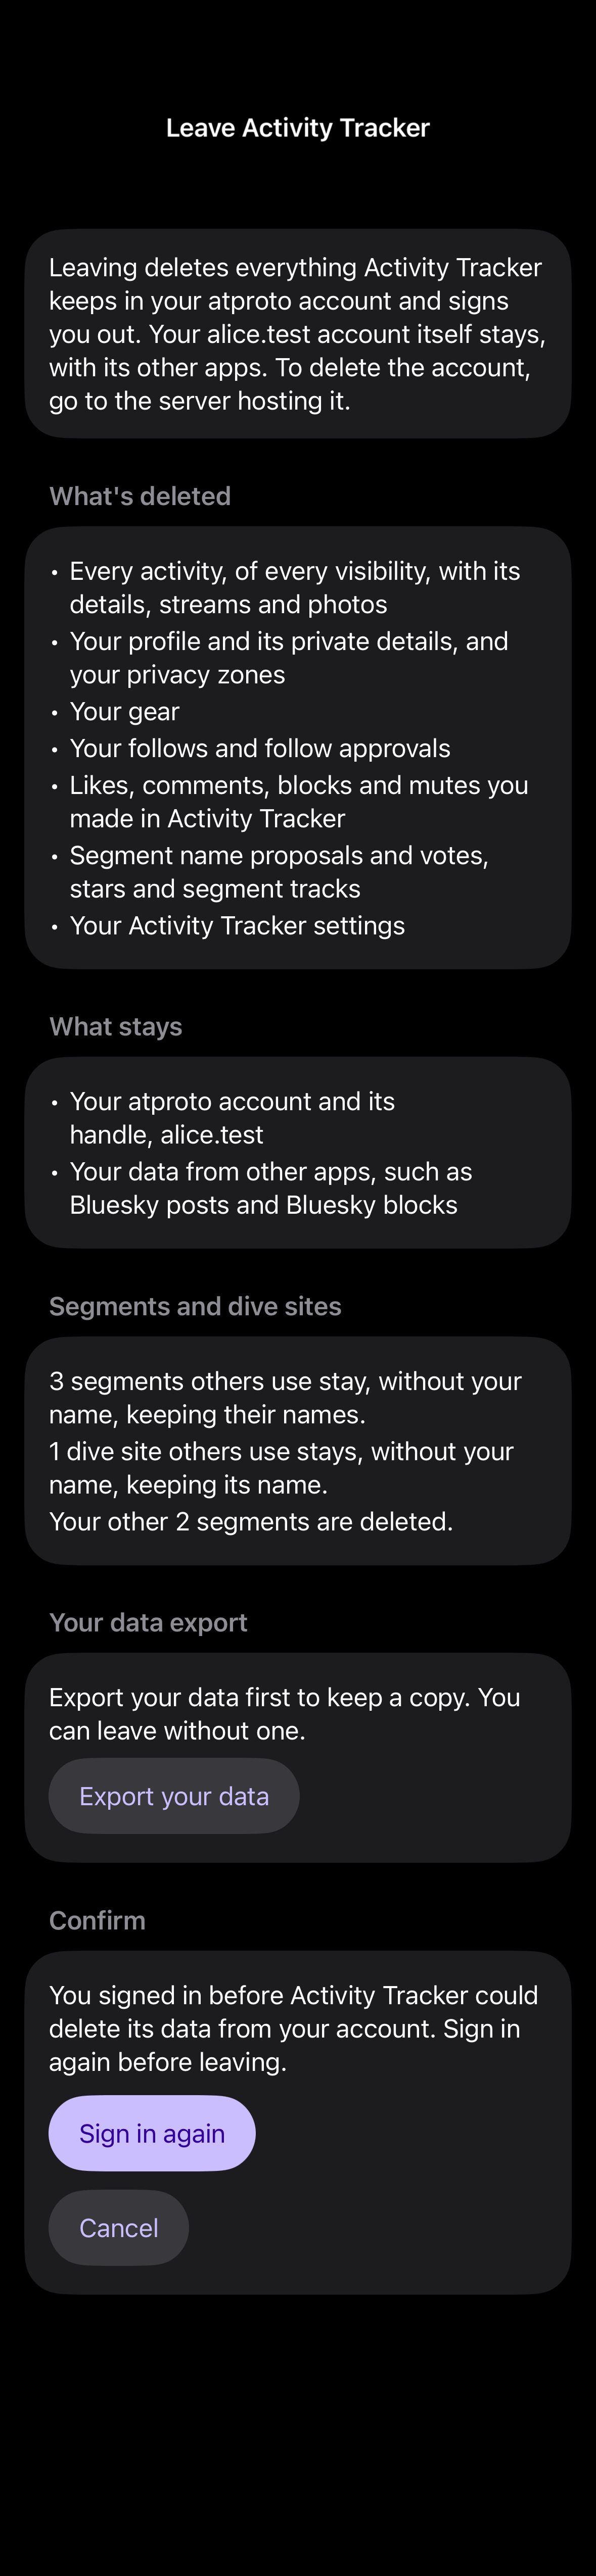 Leave Activity Tracker
Leaving deletes everything Activity Tracker
keeps in your atproto account and signs
you out. Your alice.test account itself stays,
with its other apps. To delete the account,
go to the server hosting it.
What's deleted
• Every activity, of every visibility, with its
details, streams and photos
• Your profile and its private details, and
your privacy zones
• Your gear
• Your follows and follow approvals
• Likes, comments, blocks and mutes you
made in Activity Tracker
• Segment name proposals and votes,
stars and segment tracks
• Your Activity Tracker settings
What stays
• Your atproto account and its
handle, alice.test
• Your data from other apps, such as
Bluesky posts and Bluesky blocks
Segments and dive sites
3 segments others use stay, without your
name, keeping their names.
1 dive site others use stays, without your
name, keeping its name.
Your other 2 segments are deleted.
Your data export
Export your data first to keep a copy. You
can leave without one.
Export your data
Confirm
You signed in before Activity Tracker could
delete its data from your account. Sign in
again before leaving.
Sign in again
Cancel